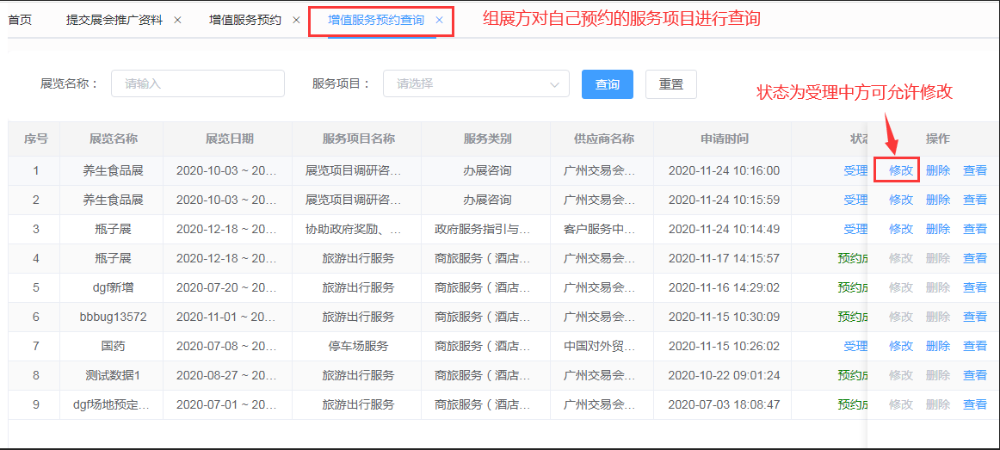 首页 提交展会推广资料 × 增值服务预约 × 增值服务预约查询 × 组展方对自己预约的服务项目进行查询
展览名称： 请输入 服务项目： 请选择 查询 重置
状态为受理中方可允许修改
序号 展览名称 展览日期 服务项目名称 服务类别 供应商名称 申请时间 状态 操作
1 养生食品展 2020-10-03 ~ 20... 展览项目调研咨... 办展咨询 广州交易会... 2020-11-24 10:16:00 受理 修改 删除 查看
2 养生食品展 2020-10-03 ~ 20... 展览项目调研咨... 办展咨询 广州交易会... 2020-11-24 10:15:59 受理 修改 删除 查看
3 瓶子展 2020-12-18 ~ 20... 协助政府奖励、... 政府服务指引与... 客户服务中... 2020-11-24 10:14:49 受理 修改 删除 查看
4 瓶子展 2020-12-18 ~ 20... 旅游出行服务 商旅服务（酒店... 广州交易会... 2020-11-17 14:15:57 预约成 修改 删除 查看
5 dgf新增 2020-07-20 ~ 20... 旅游出行服务 商旅服务（酒店... 广州交易会... 2020-11-16 14:29:02 预约成 修改 删除 查看
6 bbbug13572 2020-11-01 ~ 20... 旅游出行服务 商旅服务（酒店... 广州交易会... 2020-11-15 10:30:09 预约成 修改 删除 查看
7 国药 2020-07-08 ~ 20... 停车场服务 商旅服务（酒店... 中国对外贸... 2020-11-15 10:26:02 受理 修改 删除 查看
8 测试数据1 2020-08-27 ~ 20... 旅游出行服务 商旅服务（酒店... 广州交易会... 2020-10-22 09:01:24 预约成 修改 删除 查看
9 dgf场地预定... 2020-07-01 ~ 20... 旅游出行服务 商旅服务（酒店... 广州交易会... 2020-07-03 18:08:47 预约成 修改 删除 查看